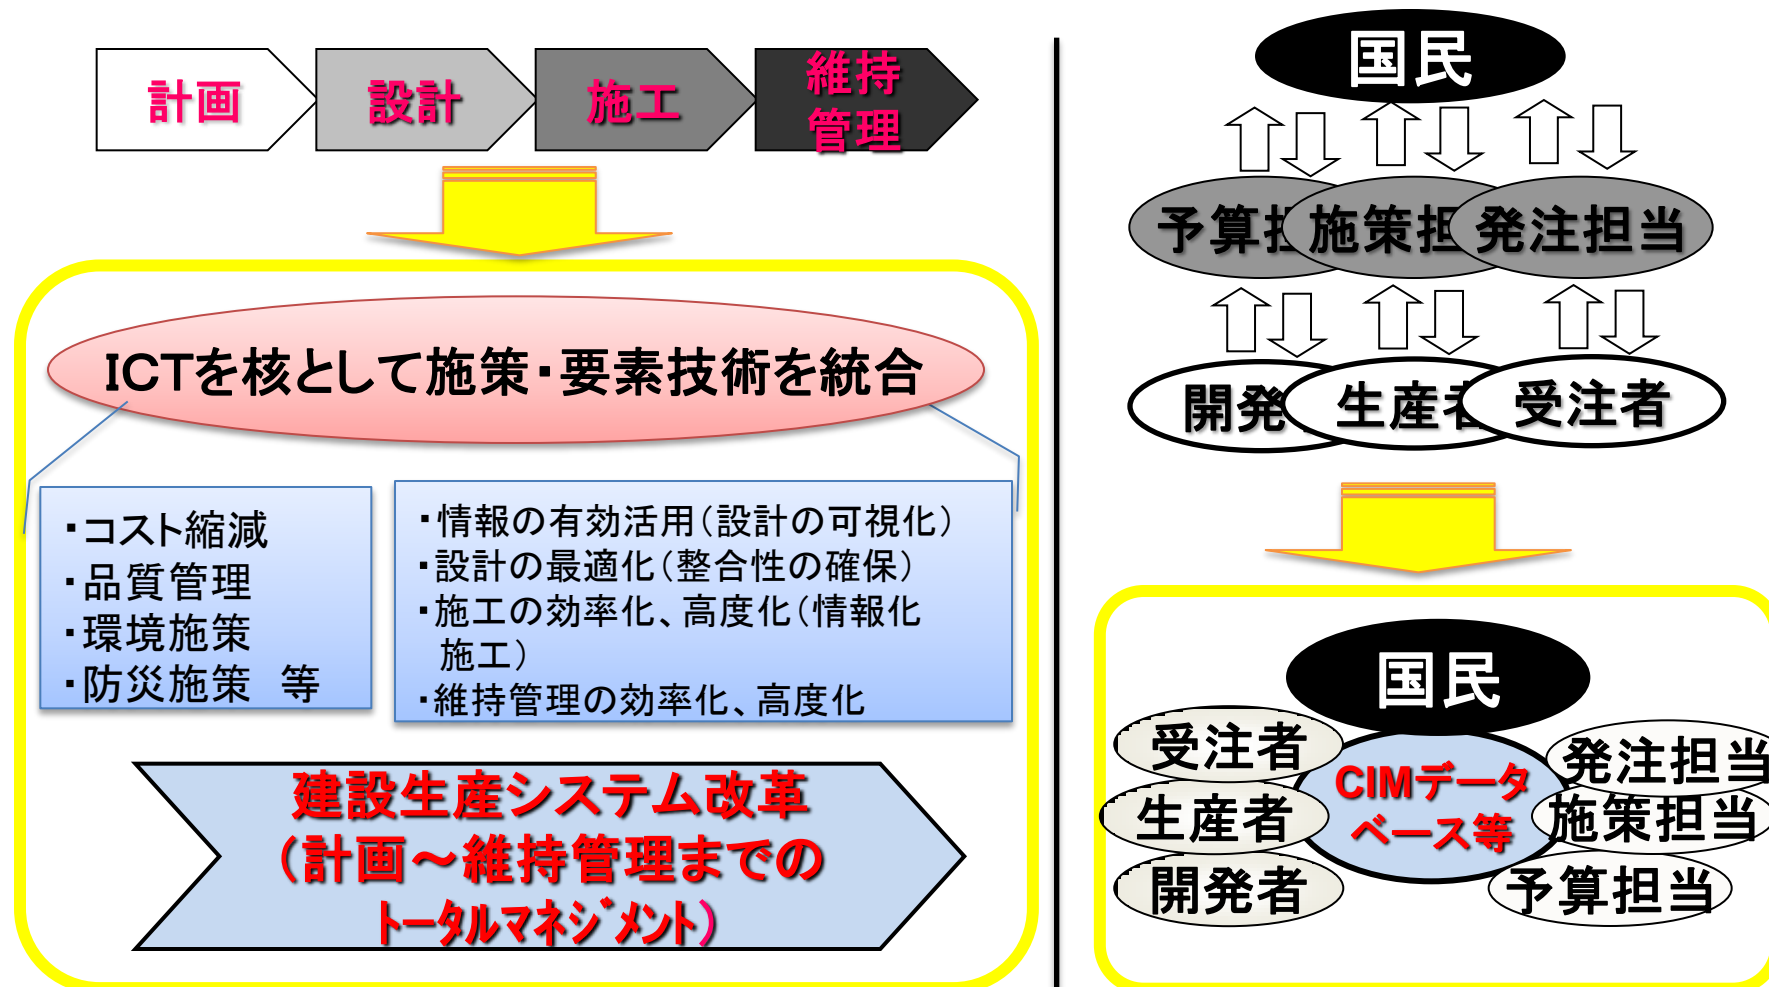 計画
設計
施工
維持
管理
ICTを核として施策・要素技術を統合
・コスト縮減
・品質管理
・環境施策
・防災施策　等
・情報の有効活用（設計の可視化）
・設計の最適化（整合性の確保）
・施工の効率化、高度化（情報化
施工）
・維持管理の効率化、高度化
建設生産システム改革
（計画～維持管理までの
ﾄｰﾀﾙﾏﾈｼﾞﾒﾝﾄ）
国民
予算担
施策担
発注担当
開発
生産者
受注者
国民
受注者
生産者
開発者
CIMデータ
ベース等
発注担当
施策担当
予算担当